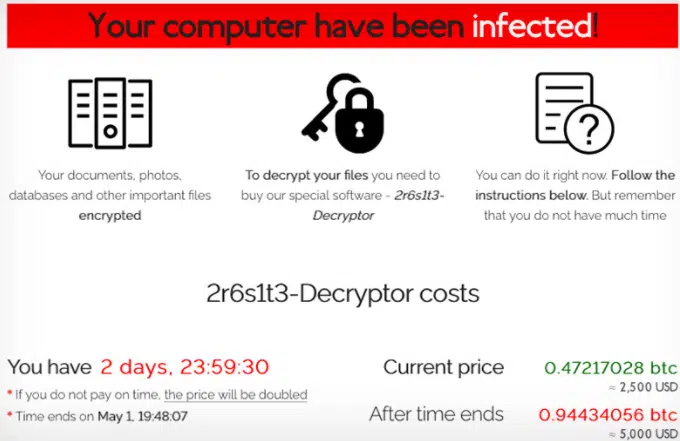 Your computer have been infected!
Your documents, photos,
databases and other important files
encrypted
To decrypt your files you need to
buy our special software - 2r6s1t3-
Decryptor
You can do it right now. Follow the
instructions below. But remember
that you do not have much time
2r6s1t3-Decryptor costs
You have 2 days, 23:59:30
* If you do not pay on time, the price will be doubled
* Time ends on May 1, 19:48:07
Current price 0.47217028 btc
≈ 2,500 USD
After time ends 0.94434056 btc
≈ 5,000 USD